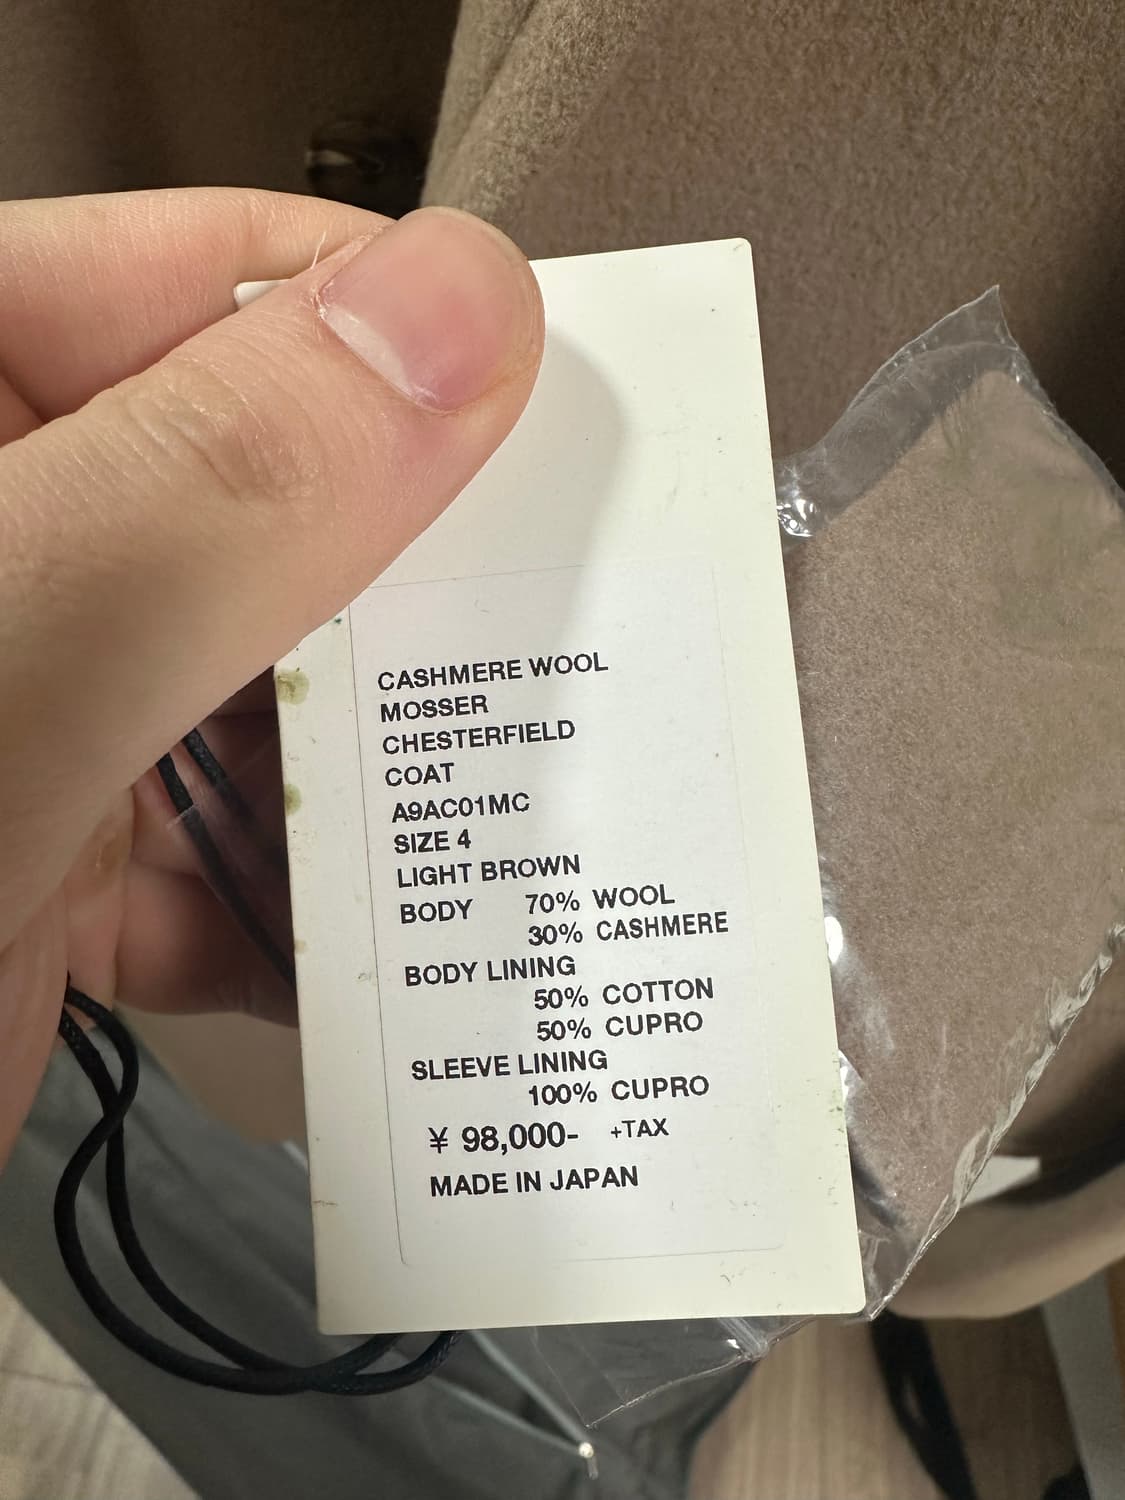 CASHMERE WOOL
MOSSER
CHESTERFIELD
COAT
A9AC01MC
SIZE 4
LIGHT BROWN
BODY 70% WOOL
30% CASHMERE
BODY LINING
50% COTTON
50% CUPRO
SLEEVE LINING
100% CUPRO
¥ 98,000- +TAX
MADE IN JAPAN